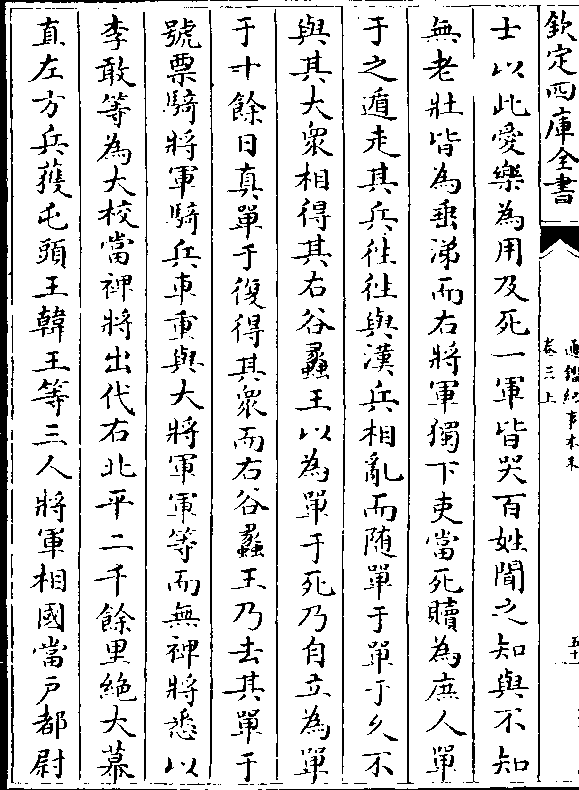 欽定四庫全書
通鑑紀事本末
卷三上
五十
士以此愛樂為用及死一軍皆哭百姓聞之知與不知
無老壯皆為垂涕而右將軍獨下吏當死贖為庶人單
于之遁走其兵往往與漢兵相亂而隨單于單于久不
與其大衆相得其右谷蠡王以為單于死乃自立為單
于十餘日真單于復得其衆而右谷蠡王乃去其單于
號票騎將軍騎兵車重與大將軍軍等而無裨將悉以
李敢等為大校當裨將出代右北平二千餘里絶大幕
直左方兵獲屯頭王韓王等三人將軍相國當戸都尉